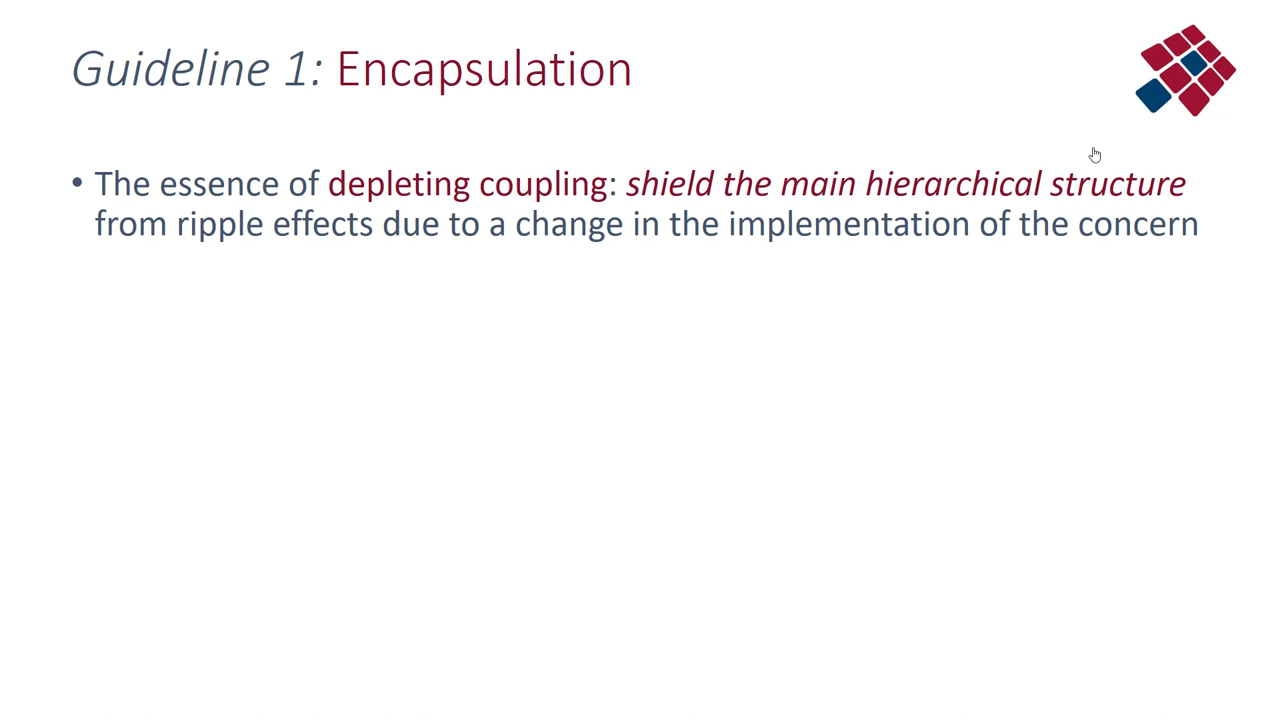 Guideline 1: Encapsulation
• The essence of depleting coupling: shield the main hierarchical structure
from ripple effects due to a change in the implementation of the concern